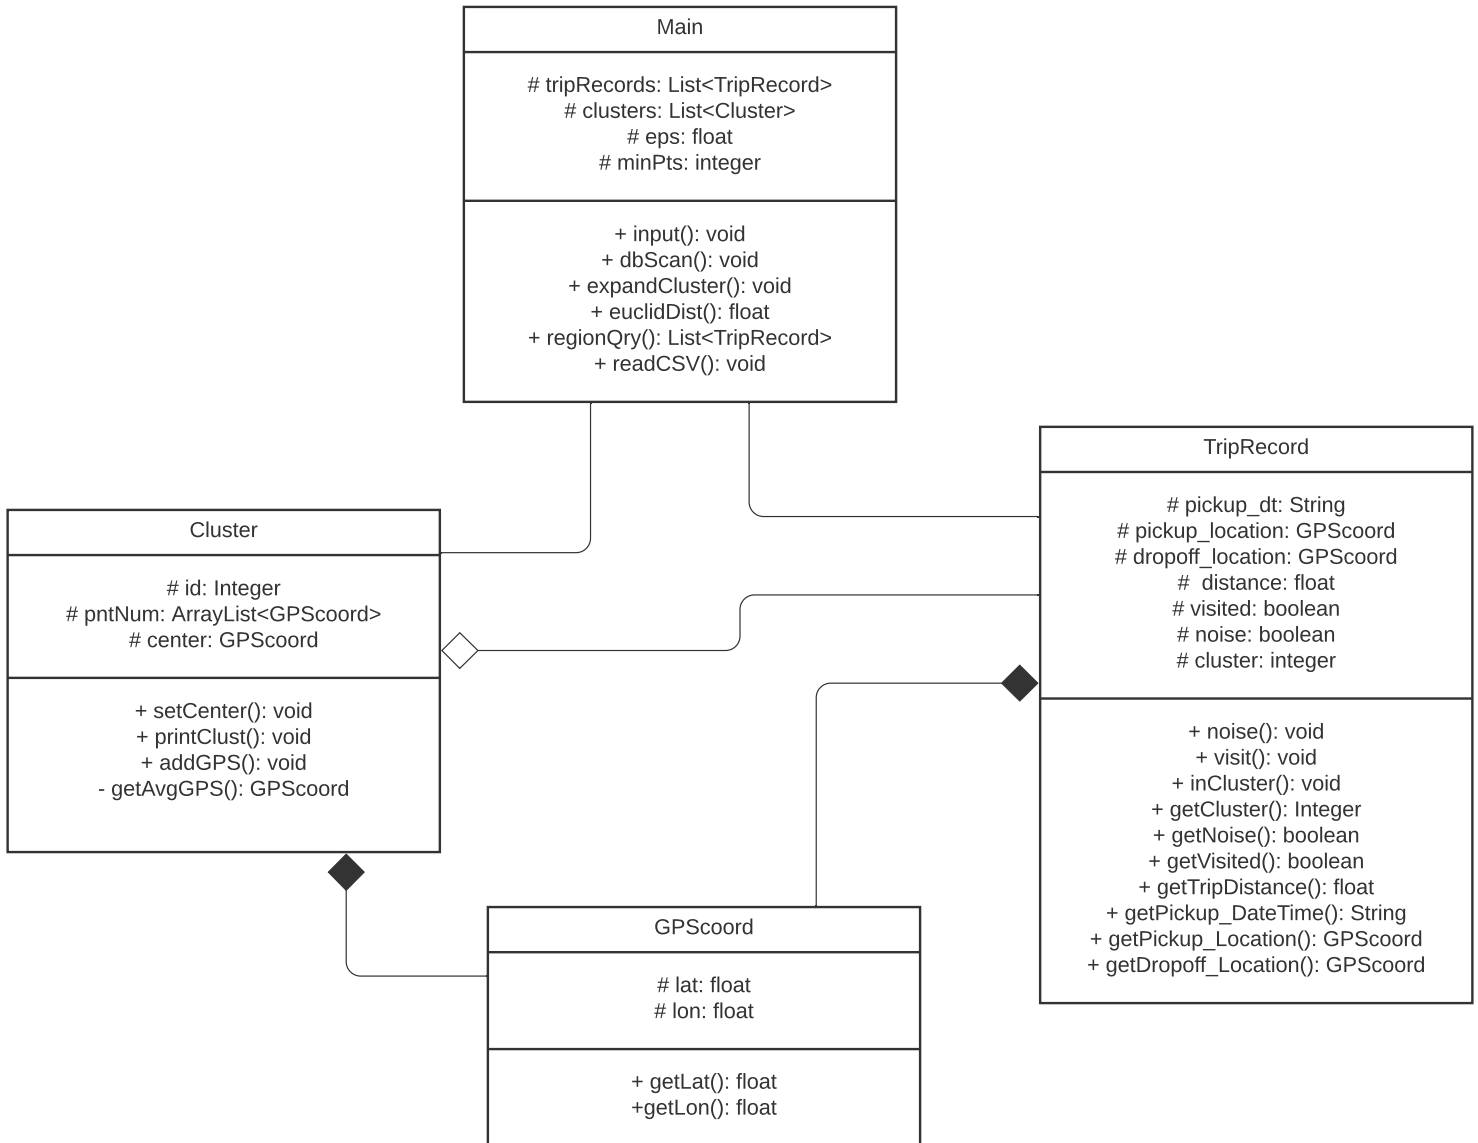 Main
# tripRecords: List<TripRecord>
# clusters: List<Cluster>
# eps: float
# minPts: integer
+ input(): void
+ dbScan(): void
+ expandCluster(): void
+ euclidDist(): float
+ regionQry(): List<TripRecord>
+ readCSV(): void
TripRecord
# pickup_dt: String
# pickup_location: GPScoord
# dropoff_location: GPScoord
#  distance: float
# visited: boolean
# noise: boolean
# cluster: integer
+ noise(): void
+ visit(): void
+ inCluster(): void
+ getCluster(): Integer
+ getNoise(): boolean
+ getVisited(): boolean
+ getTripDistance(): float
+ getPickup_DateTime(): String
+ getPickup_Location(): GPScoord
+ getDropoff_Location(): GPScoord
Cluster
# id: Integer
# pntNum: ArrayList<GPScoord>
# center: GPScoord
+ setCenter(): void
+ printClust(): void
+ addGPS(): void
- getAvgGPS(): GPScoord
GPScoord
# lat: float
# lon: float
+ getLat(): float
+getLon(): float